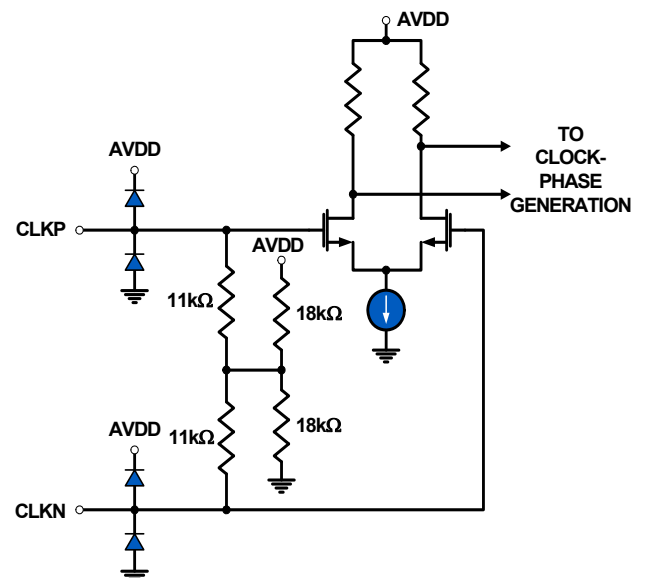 AVDD
TO
CLOCK-
PHASE
GENERATION
AVDD
CLKP
AVDD
11kΩ
18kΩ
11kΩ
18kΩ
AVDD
CLKN